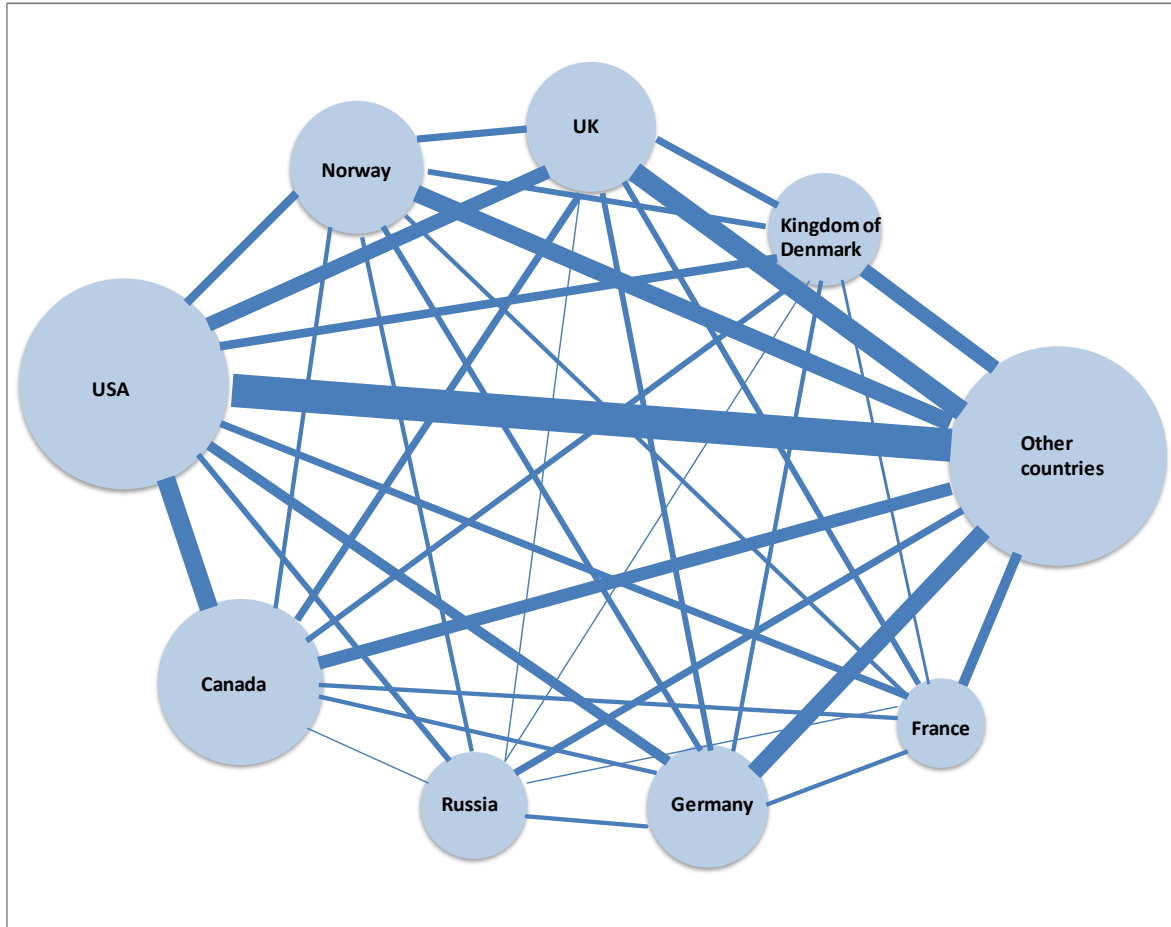 UK
Norway
Kingdom of
Denmark
USA
Other
countries
Canada
France
Russia
Germany